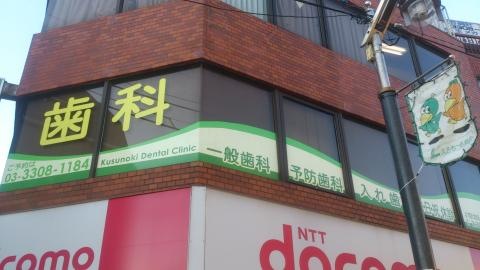 歯科
ご予約は
03-3308-1184
Kusunoki Dental Clinic
一般歯科
予防歯科
入れ歯
docomo
NTT
docomo